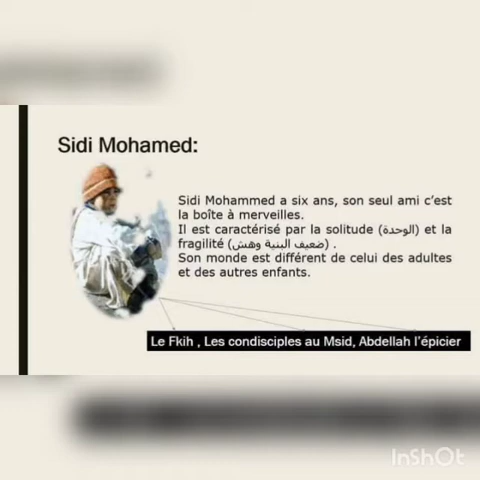 Sidi Mohamed:
Sidi Mohammed a six ans, son seul ami c’est
la boîte à merveilles.
Il est caractérisé par la solitude (الوحدة) et la
fragilité (ضعيف البنية وهش) .
Son monde est différent de celui des adultes
et des autres enfants.
Le Fkih , Les condisciples au Msid, Abdellah l’épicier
InShOt